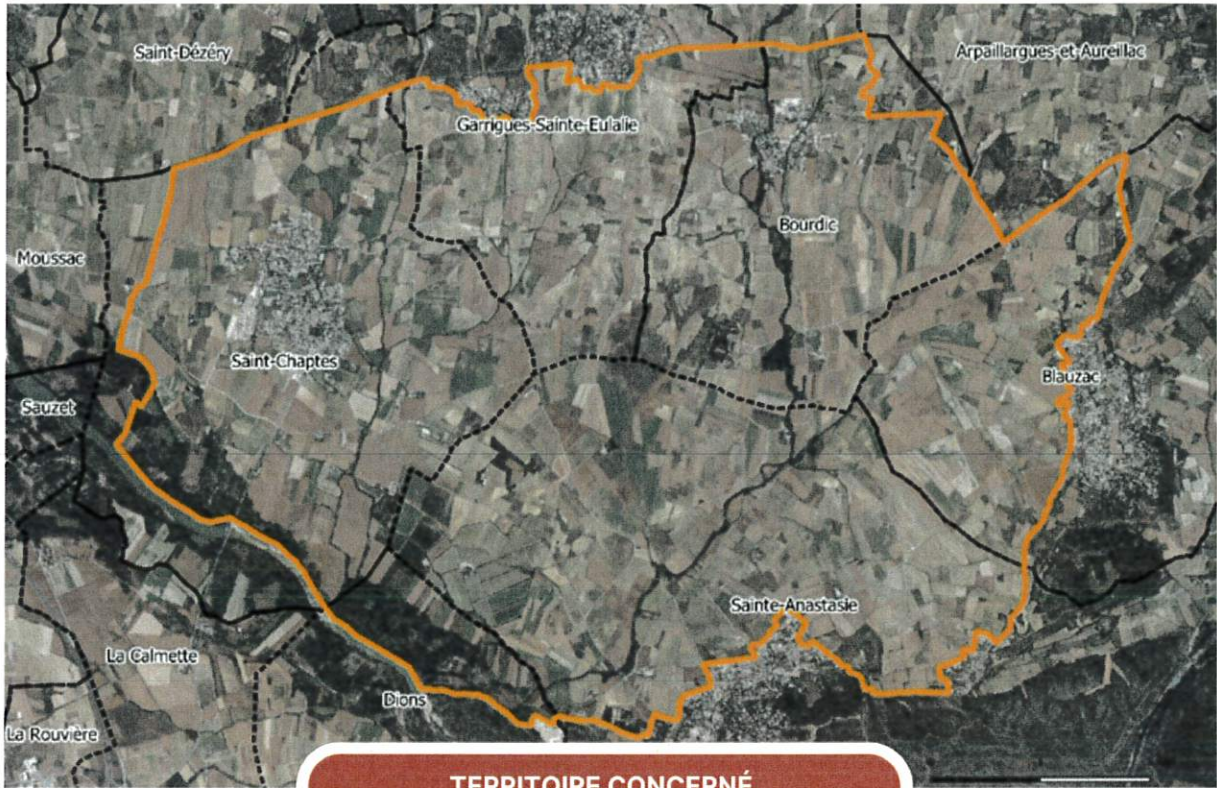 Saint-Dézéry
Arpaillargues-et-Aureillac
Garrigues-Sainte-Eulalie
Bourdic
Moussac
Saint-Chaptes
Blauzac
Sauzet
Sainte-Anastasie
La Calmette
Dions
La Rouvière
TERRITOIRE CONCERNÉ